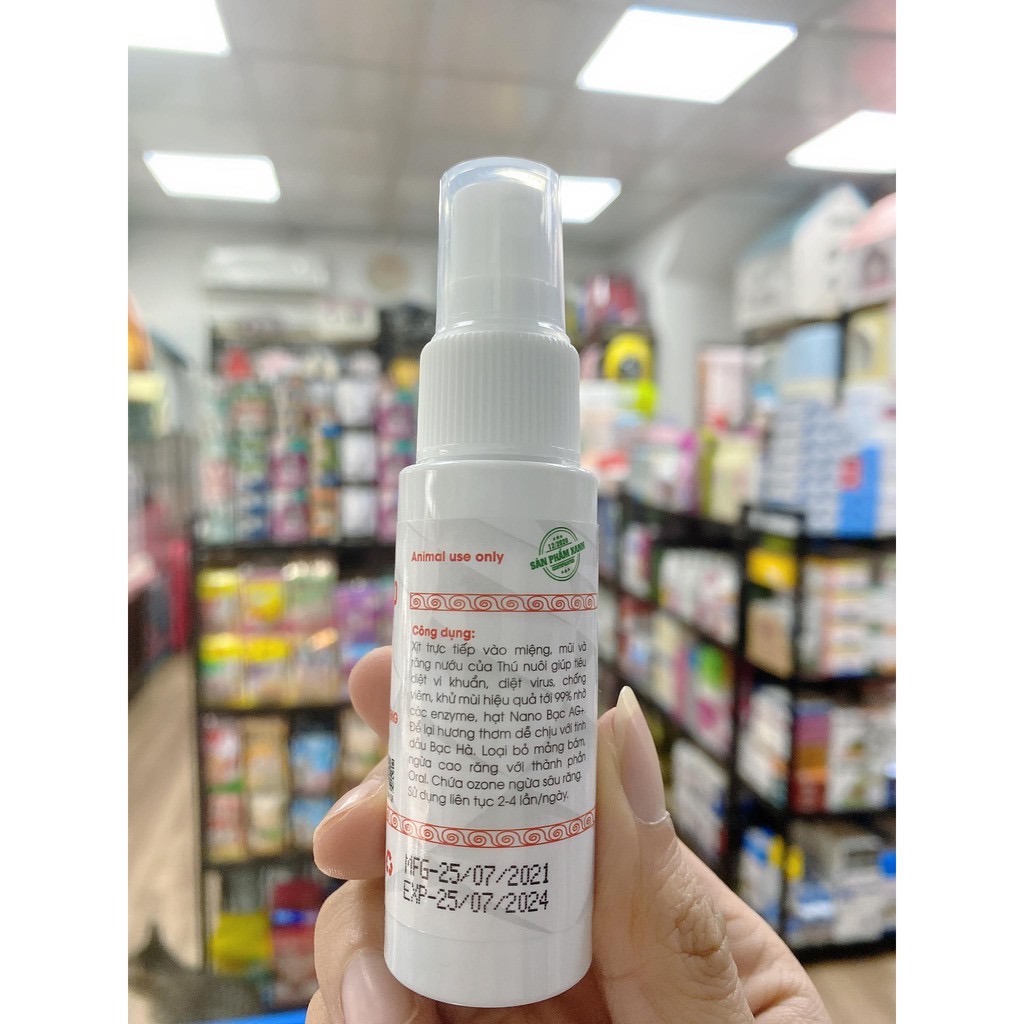 Animal use only
12/2020
SẢN PHẨM XANH
Công dụng:
Xịt trực tiếp vào miệng, mũi và
răng nướu của Thú nuôi giúp tiêu
diệt vi khuẩn, diệt virus, chống
viêm, khử mùi hiệu quả tới 99% nhờ
các enzyme, hạt Nano Bạc AG+.
Để lại hương thơm dễ chịu với tinh
dầu Bạc Hà. Loại bỏ mảng bám,
ngừa cao răng với thành phần
Oral. Chứa ozone ngừa sâu răng.
Sử dụng liên tục 2-4 lần/ngày.
MFG-25/07/2021
EXP-25/07/2024